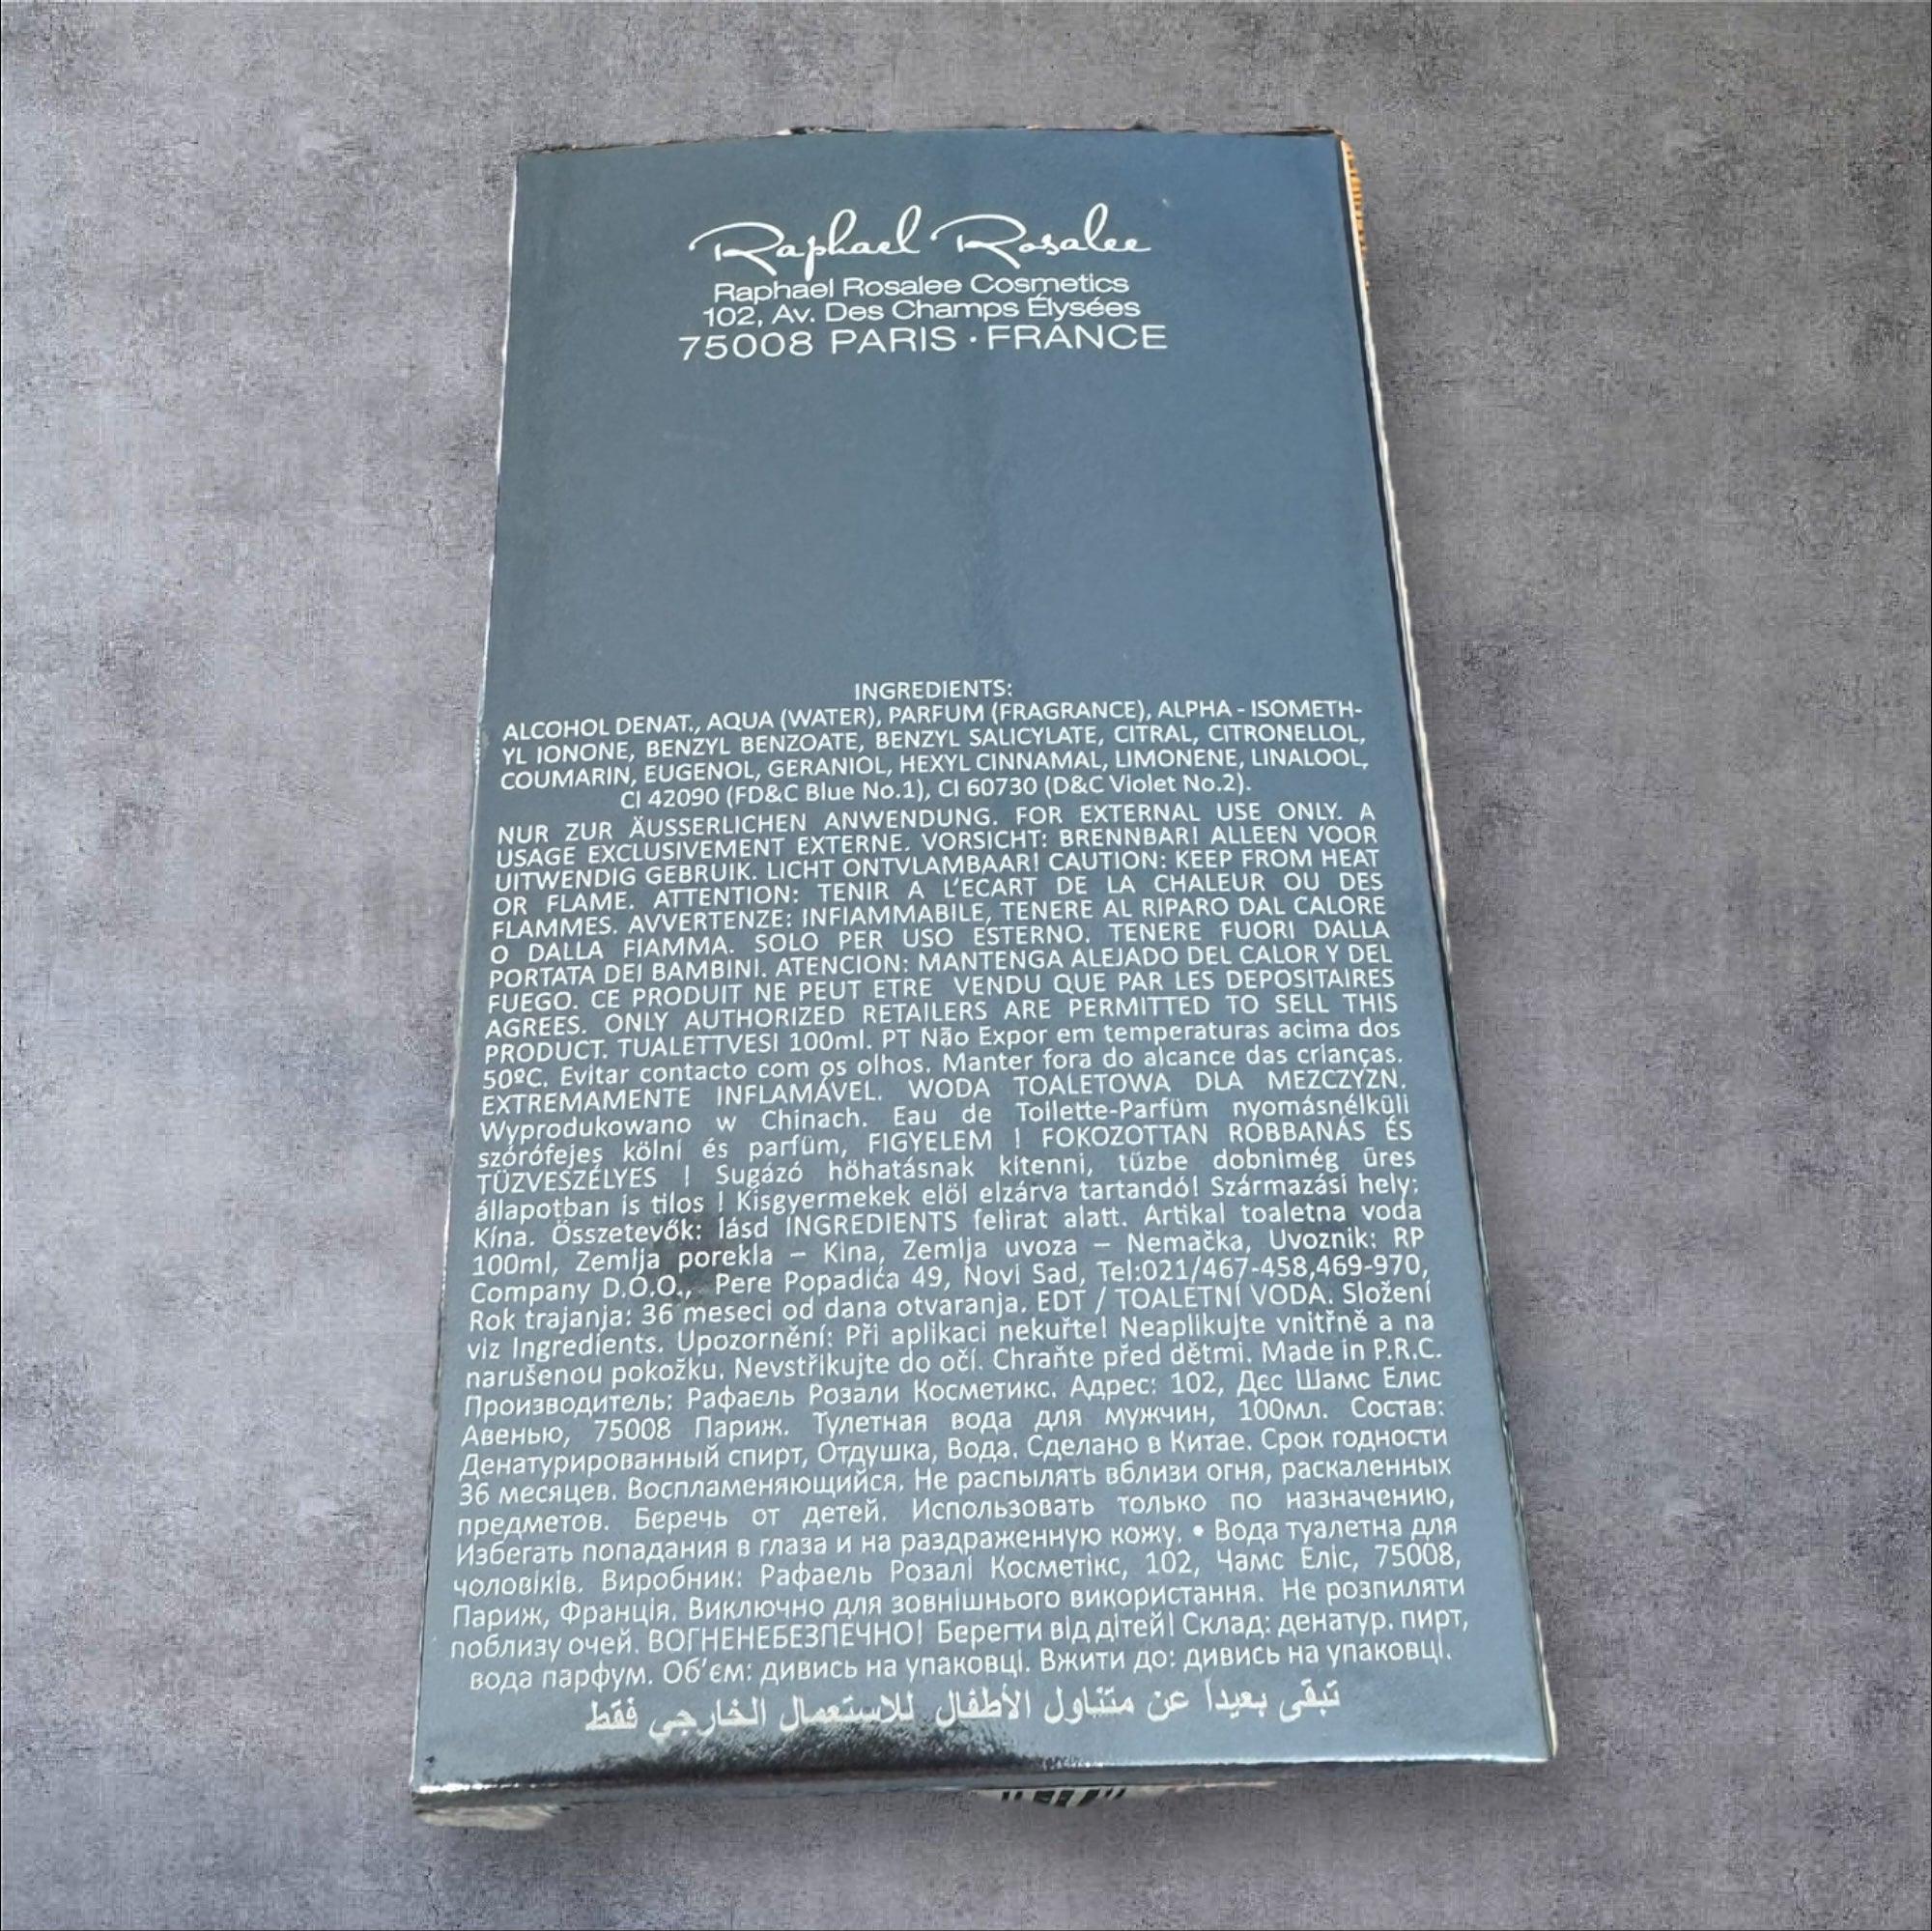 Raphael Rosalee
Raphael Rosalee Cosmetics
102, Av. Des Champs Élysées
75008 PARIS · FRANCE
INGREDIENTS:
ALCOHOL DENAT., AQUA (WATER), PARFUM (FRAGRANCE), ALPHA - ISOMETH-
YL IONONE, BENZYL BENZOATE, BENZYL SALICYLATE, CITRAL, CITRONELLOL,
COUMARIN, EUGENOL, GERANIOL, HEXYL CINNAMAL, LIMONENE, LINALOOL,
CI 42090 (FD&C Blue No.1), CI 60730 (D&C Violet No.2).
NUR ZUR ÄUSSERLICHEN ANWENDUNG. FOR EXTERNAL USE ONLY. A
USAGE EXCLUSIVEMENT EXTERNE. VORSICHT: BRENNBAR! ALLEEN VOOR
UITWENDIG GEBRUIK. LICHT ONTVLAMBAAR! CAUTION: KEEP FROM HEAT
OR FLAME. ATTENTION: TENIR A L'ECART DE LA CHALEUR OU DES
FLAMMES. AVVERTENZE: INFIAMMABILE, TENERE AL RIPARO DAL CALORE
O DALLA FIAMMA. SOLO PER USO ESTERNO. TENERE FUORI DALLA
PORTATA DEI BAMBINI. ATENCION: MANTENGA ALEJADO DEL CALOR Y DEL
FUEGO. CE PRODUIT NE PEUT ETRE VENDU QUE PAR LES DEPOSITAIRES
AGREES. ONLY AUTHORIZED RETAILERS ARE PERMITTED TO SELL THIS
PRODUCT. TUALETTVESI 100ml. PT Não Expor em temperaturas acima dos
50ºC. Evitar contacto com os olhos. Manter fora do alcance das crianças.
EXTREMAMENTE INFLAMÁVEL. WODA TOALETOWA DLA MEZCZYZN.
Wyprodukowano w Chinach. Eau de Toilette-Parfüm nyomásnélküli
szórófejes kölni és parfüm, FIGYELEM ! FOKOZOTTAN ROBBANÁS ÉS
TÜZVESZÉLYES ! Sugázó höhatásnak kitenni, tüzbe dobnimég üres
állapotban is tilos ! Kisgyermekek elöl elzárva tartandó! Származási hely:
Kína. Összetevők: lásd INGREDIENTS felirat alatt. Artikal toaletna voda
100ml, Zemlja porekla – Kina, Zemlja uvoza – Nemačka, Uvoznik: RP
Company D.O.O., Pere Popadića 49, Novi Sad, Tel:021/467-458,469-970,
Rok trajanja: 36 meseci od dana otvaranja. EDT / TOALETNÍ VODA. Složení
viz Ingredients. Upozornění: Při aplikaci nekuřte! Neaplikujte vnitřně a na
narušenou pokožku. Nevstřikujte do očí. Chraňte před dětmi. Made in P.R.C.
Производитель: Рафаєль Розали Косметикс. Адрес: 102, Дєс Шамс Елис
Авенью, 75008 Париж. Тулетная вода для мужчин, 100мл. Состав:
Денатурированный спирт, Отдушка, Вода. Сделано в Китае. Срок годности
36 месяцев. Воспламеняющийся. Не распылять вблизи огня, раскаленных
предметов. Беречь от детей. Использовать только по назначению,
Избегать попадания в глаза и на раздраженную кожу. • Вода туалетна для
чоловіків. Виробник: Рафаель Розалі Косметікс, 102, Чамс Еліс, 75008,
Париж, Франція. Виключно для зовнішнього використання. Не розпиляти
поблизу очей. ВОГНЕНЕБЕЗПЕЧНО! Берегти від дітей! Склад: денатур. пирт,
вода парфум. Об'єм: дивись на упаковці. Вжити до: дивись на упаковці.
تبقى بعيداً عن متناول الأطفال للاستعمال الخارجي فقط